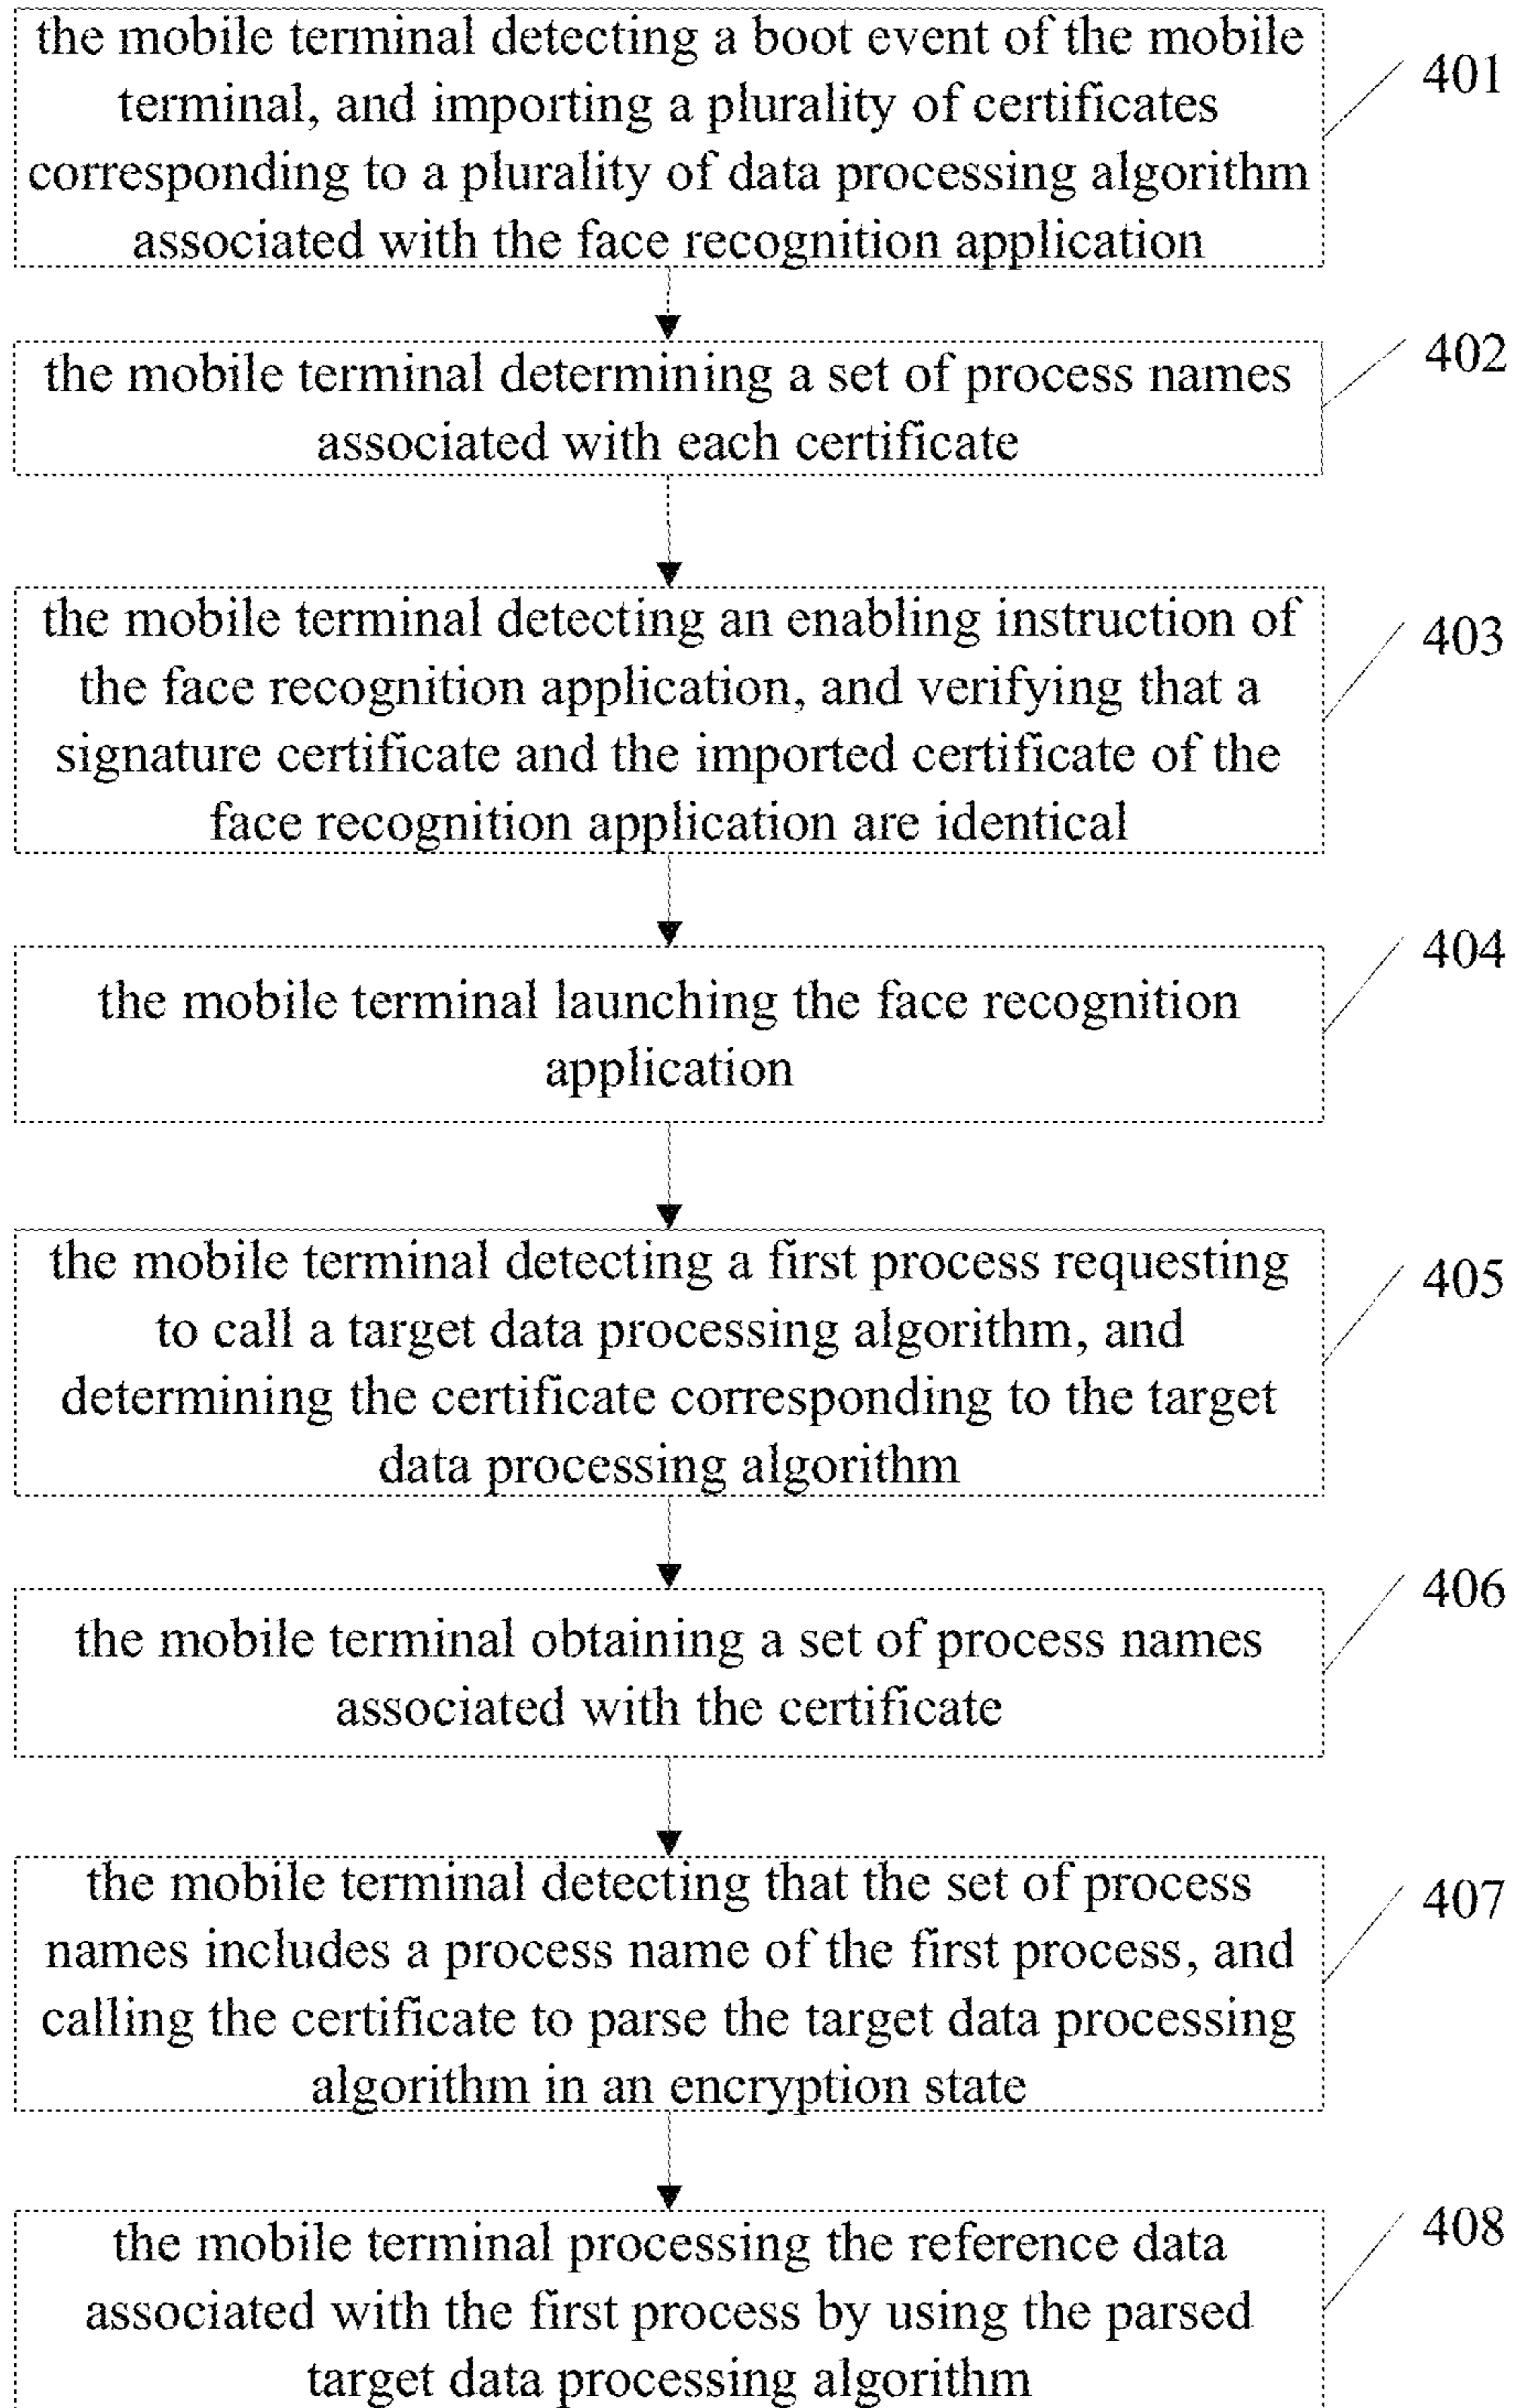 the mobile terminal detecting a boot event of the mobile
terminal, and importing a plurality of certificates
corresponding to a plurality of data processing algorithm
associated with the face recognition application
401
the mobile terminal determining a set of process names
associated with each certificate
402
the mobile terminal detecting an enabling instruction of
the face recognition application, and verifying that a
signature certificate and the imported certificate of the
face recognition application are identical
403
the mobile terminal launching the face recognition
application
404
the mobile terminal detecting a first process requesting
to call a target data processing algorithm, and
determining the certificate corresponding to the target
data processing algorithm
405
the mobile terminal obtaining a set of process names
associated with the certificate
406
the mobile terminal detecting that the set of process
names includes a process name of the first process, and
calling the certificate to parse the target data processing
algorithm in an encryption state
407
the mobile terminal processing the reference data
associated with the first process by using the parsed
target data processing algorithm
408